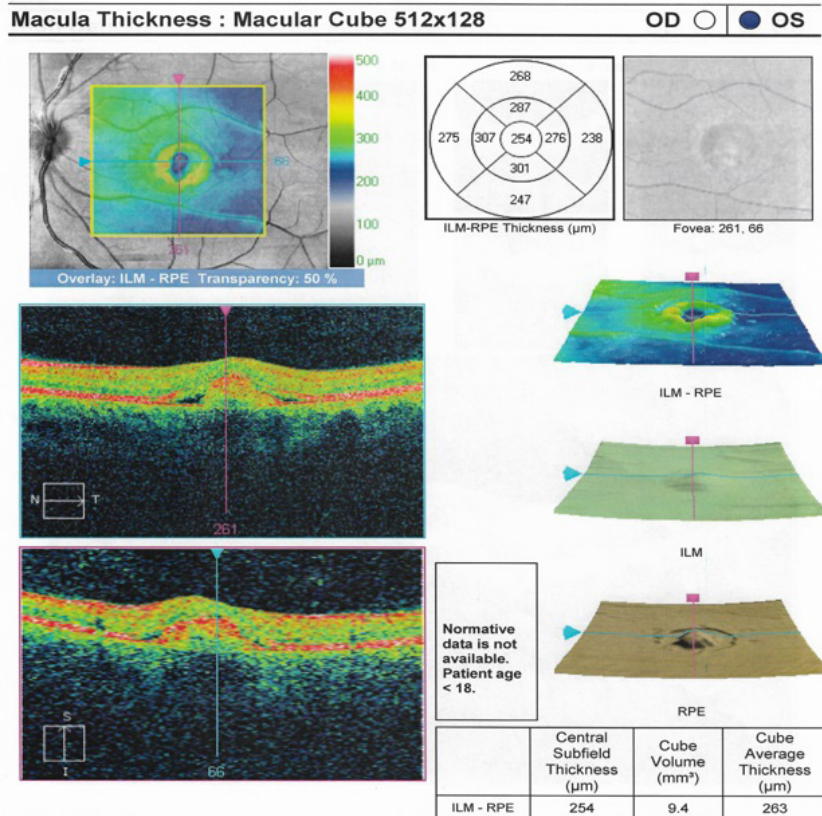 Macula Thickness : Macular Cube 512x128
OD OS
500
400
300
200
100
0 µm
66
261
Overlay: ILM - RPE Transparency: 50 %
268
287
275 307 254 276 238
301
247
ILM-RPE Thickness (µm)
Fovea: 261, 66
ILM - RPE
N T
261
ILM
Normative
data is not
available.
Patient age
< 18.
RPE
S
I
66
Central
Subfield
Thickness
(µm)
Cube
Volume
(mm³)
Cube
Average
Thickness
(µm)
ILM - RPE 254 9.4 263